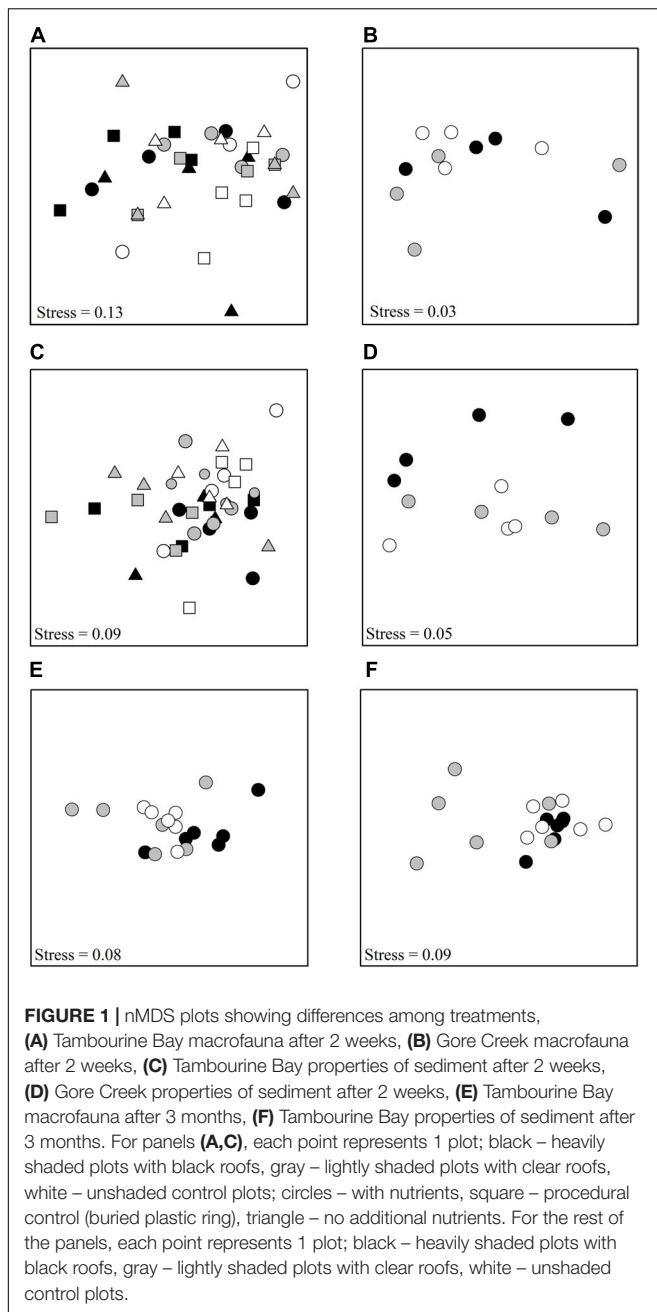 A
B
Stress = 0.13
Stress = 0.03
C
D
Stress = 0.09
Stress = 0.05
E
F
Stress = 0.08
Stress = 0.09
FIGURE 1 | nMDS plots showing differences among treatments,
(A) Tambourine Bay macrofauna after 2 weeks, (B) Gore Creek macrofauna
after 2 weeks, (C) Tambourine Bay properties of sediment after 2 weeks,
(D) Gore Creek properties of sediment after 2 weeks, (E) Tambourine Bay
macrofauna after 3 months, (F) Tambourine Bay properties of sediment after
3 months. For panels (A,C), each point represents 1 plot; black – heavily
shaded plots with black roofs, gray – lightly shaded plots with clear roofs,
white – unshaded control plots; circles – with nutrients, square – procedural
control (buried plastic ring), triangle – no additional nutrients. For the rest of
the panels, each point represents 1 plot; black – heavily shaded plots with
black roofs, gray – lightly shaded plots with clear roofs, white – unshaded
control plots.